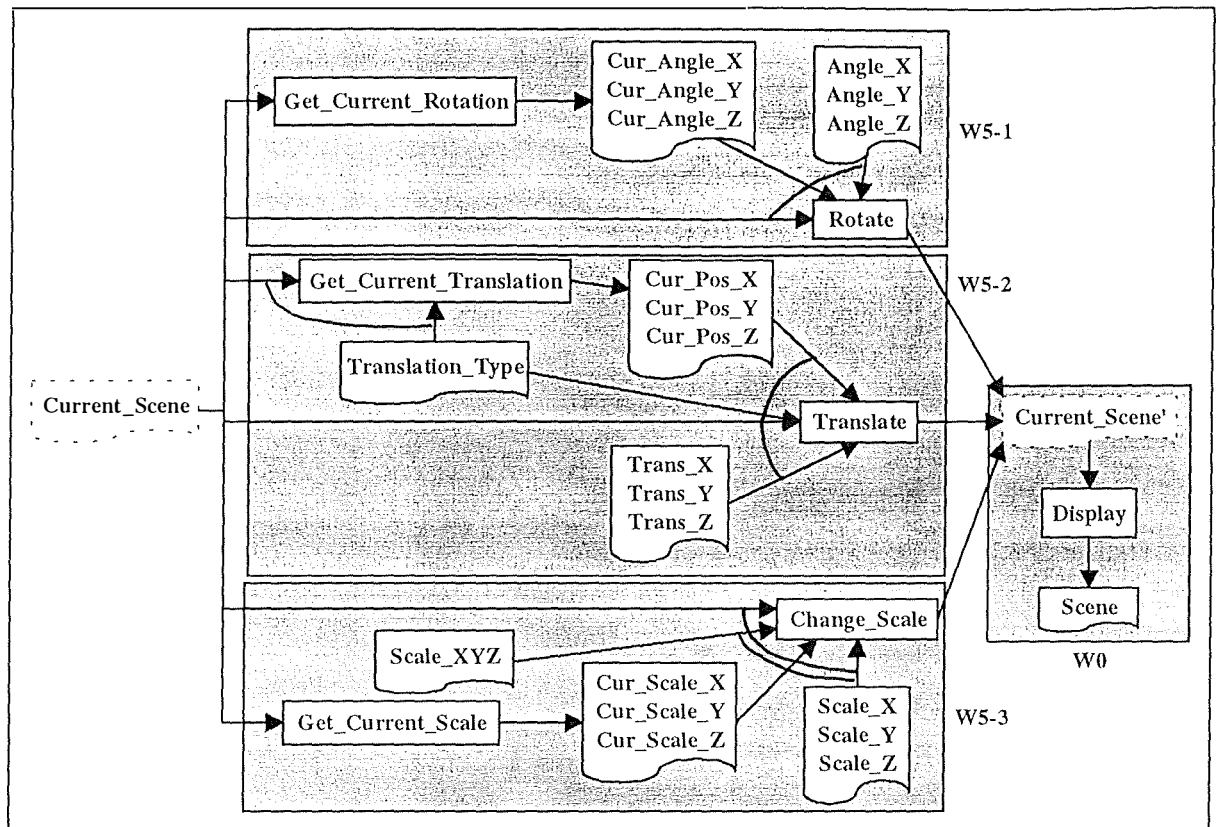 Get_Current_Rotation
Cur_Angle_X
Cur_Angle_Y
Cur_Angle_Z
Angle_X
Angle_Y
Angle_Z
W5-1
Rotate
Get_Current_Translation
Cur_Pos_X
Cur_Pos_Y
Cur_Pos_Z
W5-2
Translation_Type
Current_Scene
Translate
Current_Scene'
Trans_X
Trans_Y
Trans_Z
Display
Scene
W0
Change_Scale
Scale_XYZ
Get_Current_Scale
Cur_Scale_X
Cur_Scale_Y
Cur_Scale_Z
Scale_X
Scale_Y
Scale_Z
W5-3